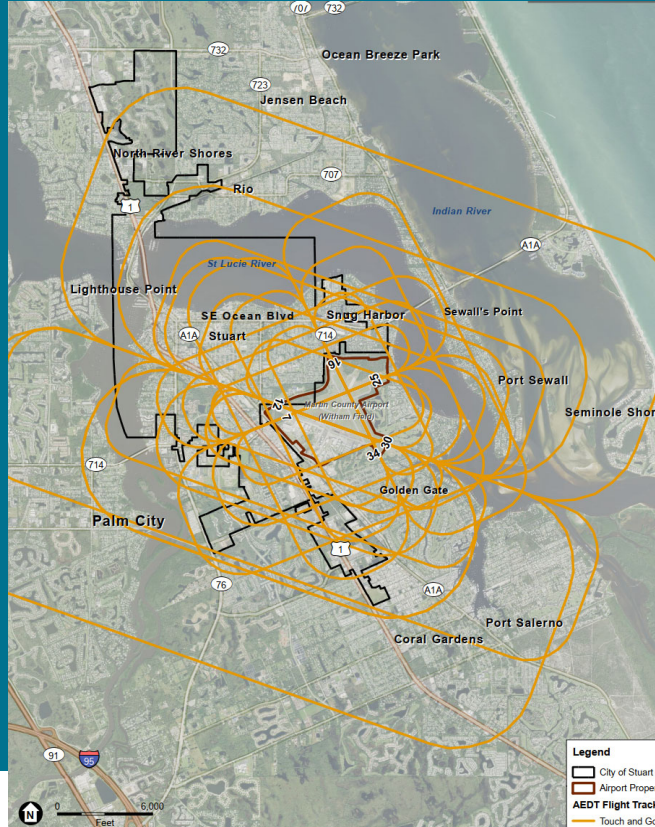 707
732
732
Ocean Breeze Park
723
Jensen Beach
North River Shores
707
Rio
1
Indian River
A1A
St Lucie River
Lighthouse Point
SE Ocean Blvd
Snug Harbor
Sewall's Point
A1A
Stuart
714
16
25
Port Sewall
12
7
Martin County Airport
(Witham Field)
Seminole Shor
34
30
714
Golden Gate
Palm City
1
76
A1A
Port Salerno
Coral Gardens
91
95
Legend
City of Stuart
Airport Proper
AEDT Flight Track
Touch and Go
N
0
6,000
Feet